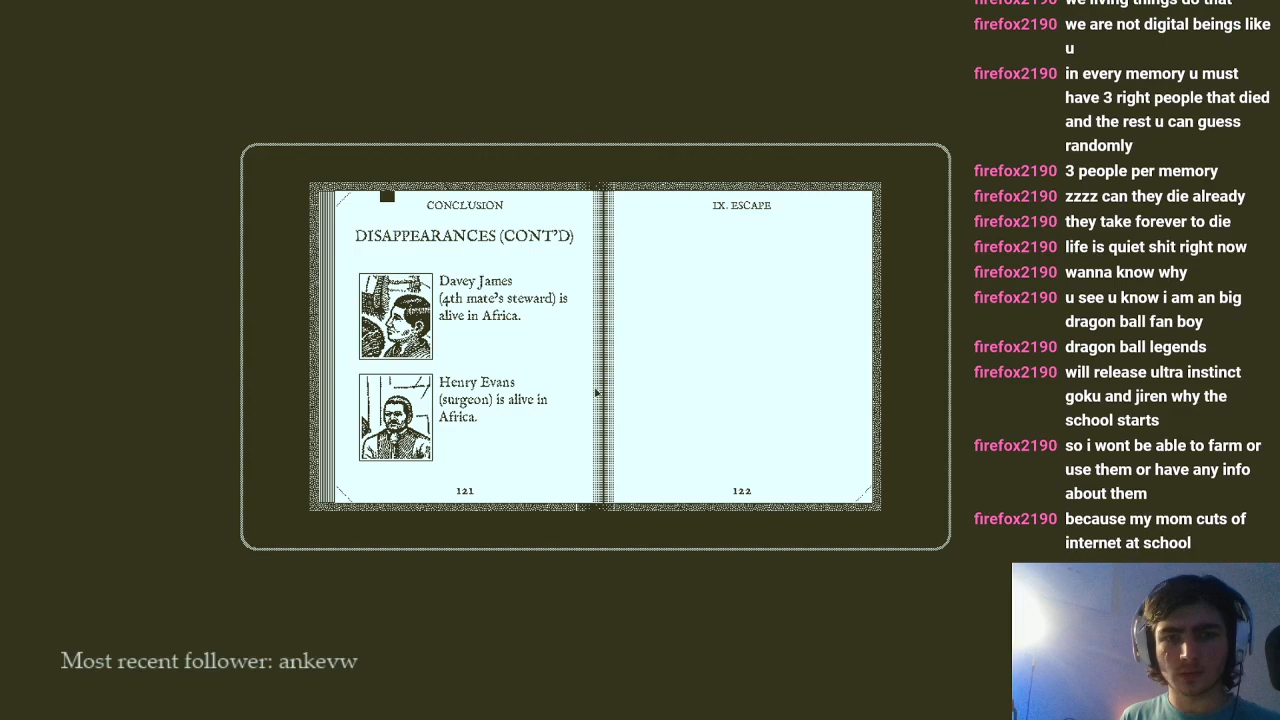 CONCLUSION
DISAPPEARANCES (CONT'D)
Davey James
(4th mate's steward) is
alive in Africa.
Henry Evans
(surgeon) is alive in
Africa.
121
IX. ESCAPE
122
Most recent follower: ankevw
firefox2190 we living things do that
firefox2190 we are not digital beings like
u
firefox2190 in every memory u must
have 3 right people that died
and the rest u can guess
randomly
firefox2190 3 people per memory
firefox2190 zzzz can they die already
firefox2190 they take forever to die
firefox2190 life is quiet shit right now
firefox2190 wanna know why
firefox2190 u see u know i am an big
dragon ball fan boy
firefox2190 dragon ball legends
firefox2190 will release ultra instinct
goku and jiren why the
school starts
firefox2190 so i wont be able to farm or
use them or have any info
about them
firefox2190 because my mom cuts of
internet at school